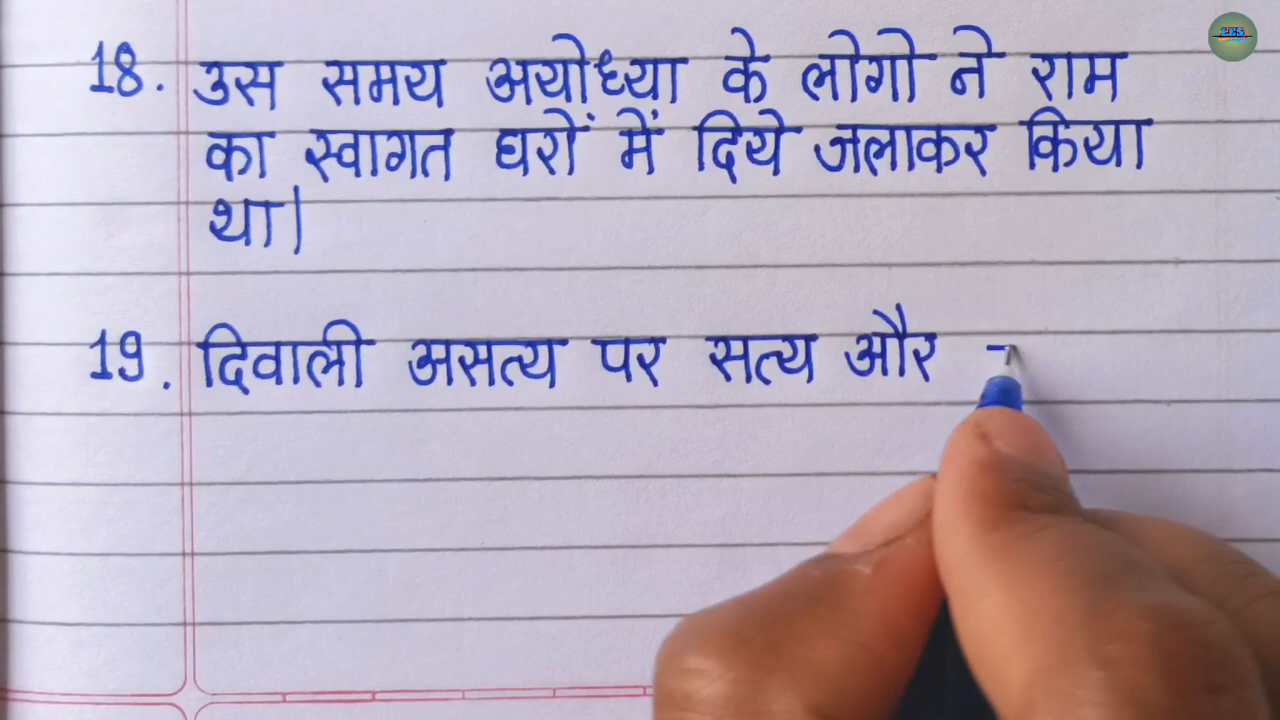 18. उस समय अयोध्या के लोगो ने राम
का स्वागत घरों में दिये जलाकर किया
था।
19. दिवाली असत्य पर सत्य और